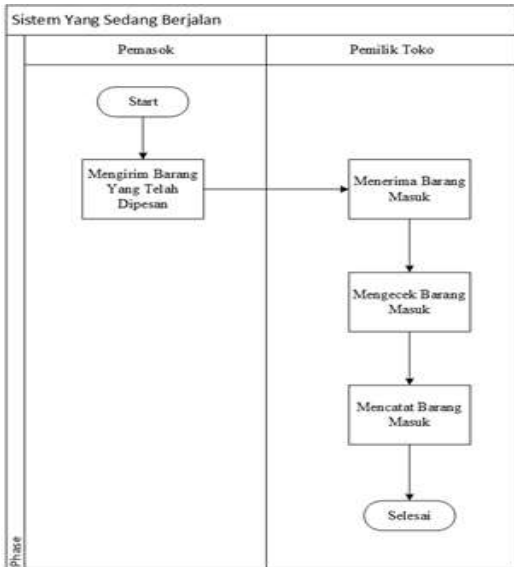 Sistem Yang Sedang Berjalan
Pemasok
Pemilik Toko
Start
Mengirim Barang
Yang Telah
Dipesan
Menerima Barang
Masuk
Mengecek Barang
Masuk
Mencatat Barang
Masuk
Selesai
Phase